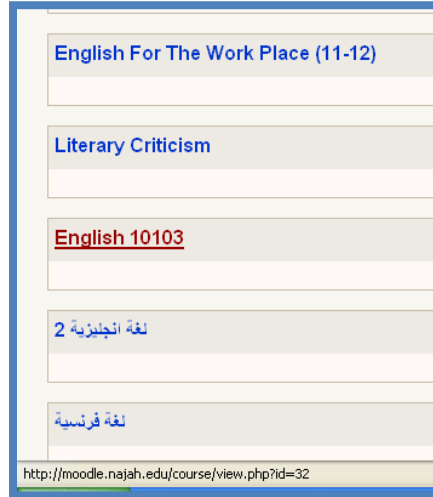 English For The Work Place (11-12)
Literary Criticism
English 10103
لغة انجليزية 2
لغة فرنسية
http://moodle.najah.edu/course/view.php?id=32